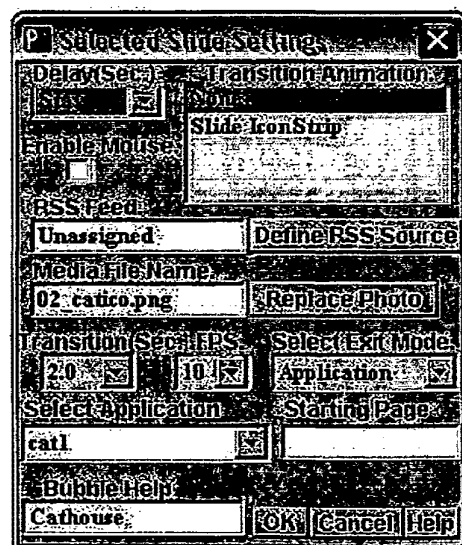 P Selected Slide Settings X
Delay(Sec.) Transition Animation
Stay None
Slide IconStrip
Enable Mouse
RSS Feed
Unassigned Define RSS Source
Media File Name
02_catico.png Replace Photo
Transition(Sec.) FPS Select Exit Mode
2.0 10 Application
Select Application Starting Page
cat1
Bubble Help
Cathouse, OK Cancel Help